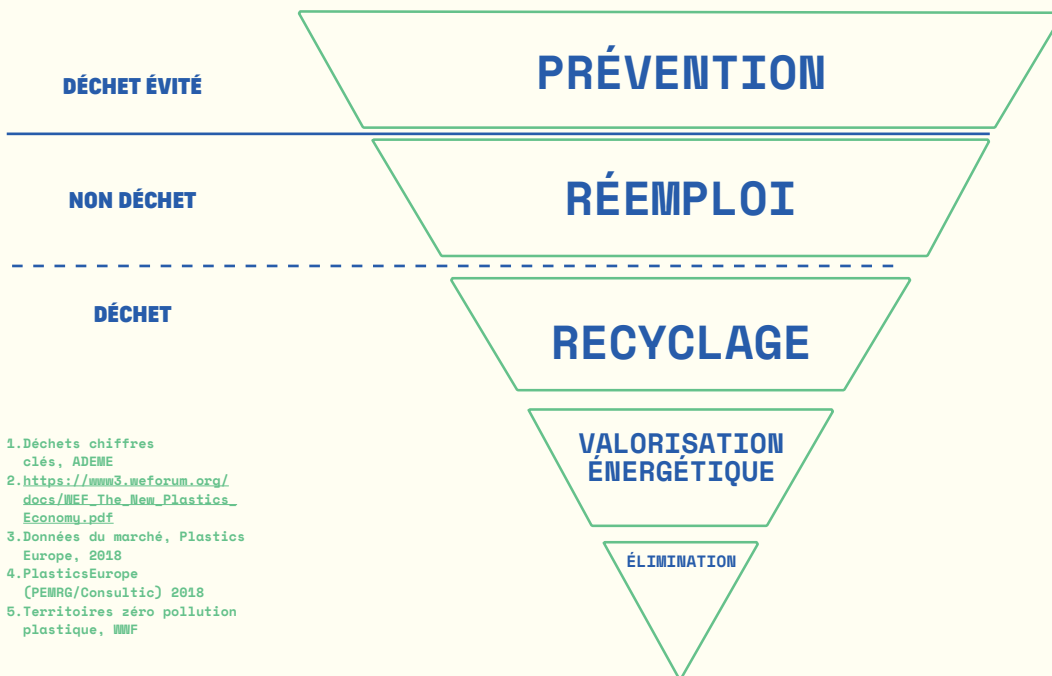 DÉCHET ÉVITÉ
PRÉVENTION
NON DÉCHET
RÉEMPLOI
DÉCHET
RECYCLAGE
VALORISATION
ÉNERGÉTIQUE
ÉLIMINATION
1.Déchets chiffres
clés, ADEME
2.https://www3.weforum.org/
docs/WEF_The_New_Plastics_
Economy.pdf
3.Données du marché, Plastics
Europe, 2018
4.PlasticsEurope
(PEMRG/Consultic) 2018
5.Territoires zéro pollution
plastique, WWF